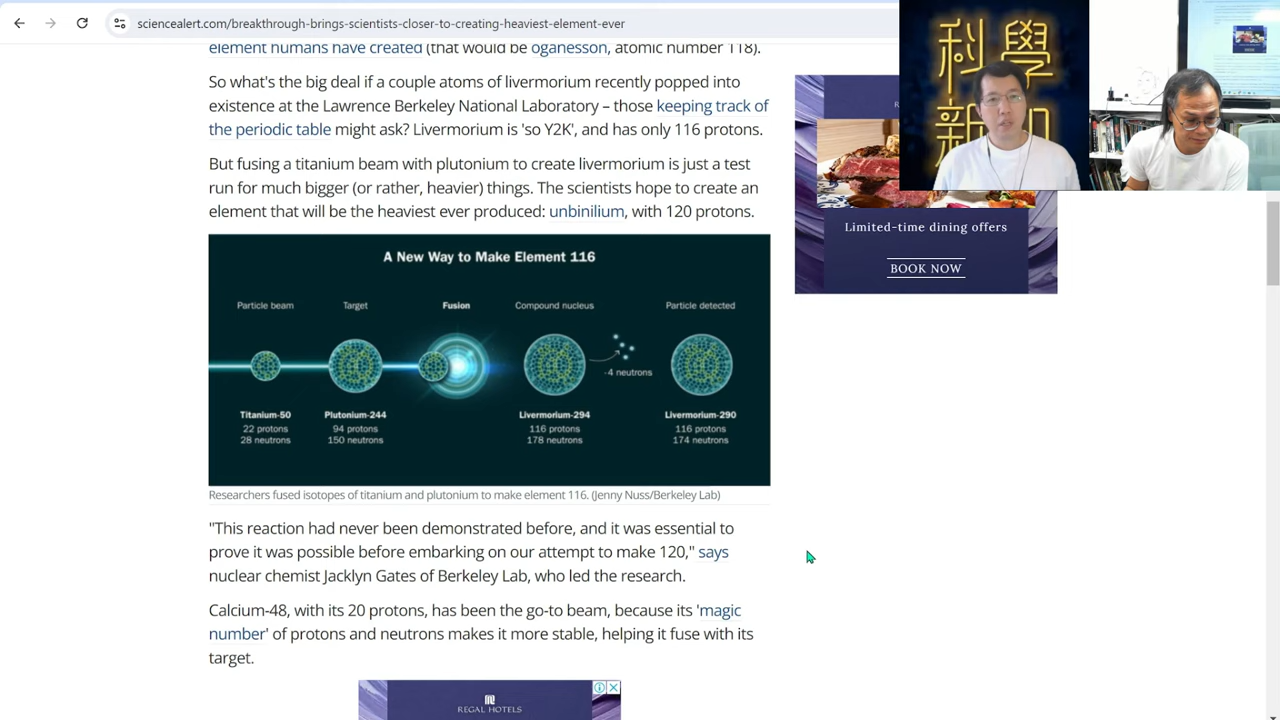 sciencealert.com/breakthrough-brings-scientists-closer-to-creating-heaviest-element-ever
element humans have created (that would be oganesson, atomic number 118).
So what's the big deal if a couple atoms of livermorium recently popped into
existence at the Lawrence Berkeley National Laboratory – those keeping track of
the periodic table might ask? Livermorium is 'so Y2K', and has only 116 protons.
But fusing a titanium beam with plutonium to create livermorium is just a test
run for much bigger (or rather, heavier) things. The scientists hope to create an
element that will be the heaviest ever produced: unbinilium, with 120 protons.
A New Way to Make Element 116
Particle beam
Target
Fusion
Compound nucleus
Particle detected
-4 neutrons
Titanium-50
22 protons
28 neutrons
Plutonium-244
94 protons
150 neutrons
Livermorium-294
116 protons
178 neutrons
Livermorium-290
116 protons
174 neutrons
Researchers fused isotopes of titanium and plutonium to make element 116. (Jenny Nuss/Berkeley Lab)
"This reaction had never been demonstrated before, and it was essential to
prove it was possible before embarking on our attempt to make 120," says
nuclear chemist Jacklyn Gates of Berkeley Lab, who led the research.
Calcium-48, with its 20 protons, has been the go-to beam, because its 'magic
number' of protons and neutrons makes it more stable, helping it fuse with its
target.
REGAL HOTELS
Limited-time dining offers
BOOK NOW
科學
新